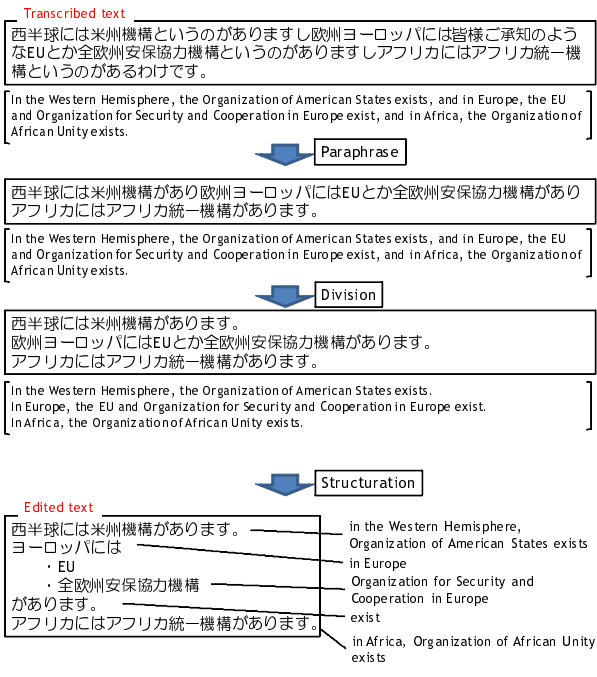 Transcribed text
西半球には米州機構というのがありますし欧州ヨーロッパには皆様ご承知のよう
なEUとか全欧州安保協力機構というのがありますしアフリカにはアフリカ統一機
構というのがあるわけです。
In the Western Hemisphere, the Organization of American States exists, and in Europe, the EU
and Organization for Security and Cooperation in Europe exist, and in Africa, the Organization of
African Unity exists.
Paraphrase
西半球には米州機構があり欧州ヨーロッパにはEUとか全欧州安保協力機構があり
アフリカにはアフリカ統一機構があります。
In the Western Hemisphere, the Organization of American States exists, and in Europe, the EU
and Organization for Security and Cooperation in Europe exist, and in Africa, the Organization of
African Unity exists.
Division
西半球には米州機構があります。
欧州ヨーロッパにはEUとか全欧州安保協力機構があります。
アフリカにはアフリカ統一機構があります。
In the Western Hemisphere, the Organization of American States exists.
In Europe, the EU and Organization for Security and Cooperation in Europe exist.
In Africa, the Organization of African Unity exists.
Structuration
Edited text
西半球には米州機構があります。
ヨーロッパには
・EU
・全欧州安保協力機構
があります。
アフリカにはアフリカ統一機構があります。
in the Western Hemisphere,
Organization of American States exists
in Europe
Organization for Security and
Cooperation in Europe
exist
in Africa, Organization of African Unity
exists